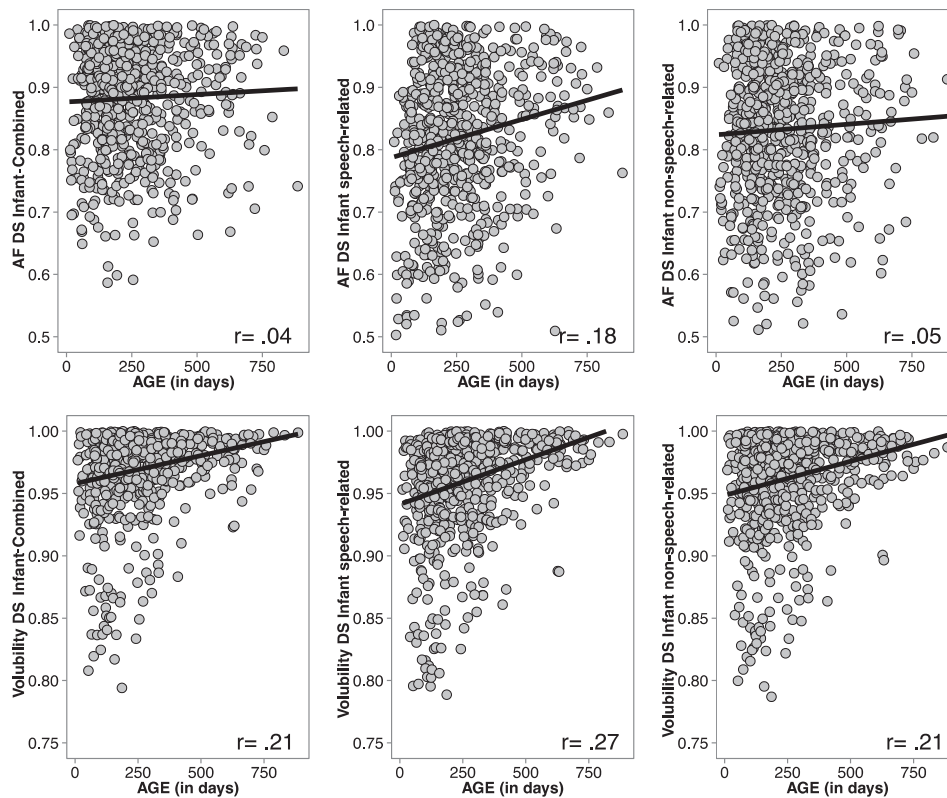 AF DS Infant-Combined
1.0
0.9
0.8
0.7
0.6
0.5
0 250 500 750
AGE (in days)
r= .04
AF DS Infant speech-related
1.0
0.9
0.8
0.7
0.6
0.5
0 250 500 750
AGE (in days)
r= .18
AF DS Infant non-speech-related
1.0
0.9
0.8
0.7
0.6
0.5
0 250 500 750
AGE (in days)
r= .05
Volubility DS Infant-Combined
1.00
0.95
0.90
0.85
0.80
0.75
0 250 500 750
AGE (in days)
r= .21
Volubility DS Infant speech-related
1.00
0.95
0.90
0.85
0.80
0.75
0 250 500 750
AGE (in days)
r= .27
Volubility DS Infant non-speech-related
1.00
0.95
0.90
0.85
0.80
0.75
0 250 500 750
AGE (in days)
r= .21